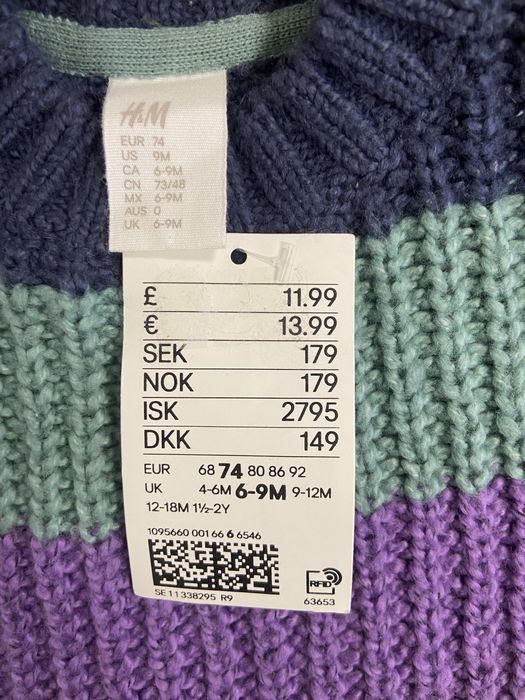 H&M
EUR 74
US 9M
CA 6-9M
CN 73/48
MX 6-9M
AUS 0
UK 6-9M
£ 11.99
€ 13.99
SEK 179
NOK 179
ISK 2795
DKK 149
EUR 68 74 80 86 92
UK 4-6M 6-9M 9-12M
12-18M 1½-2Y
1095660 001 66 6 6546
SE 11338295 R9
RFID
63653